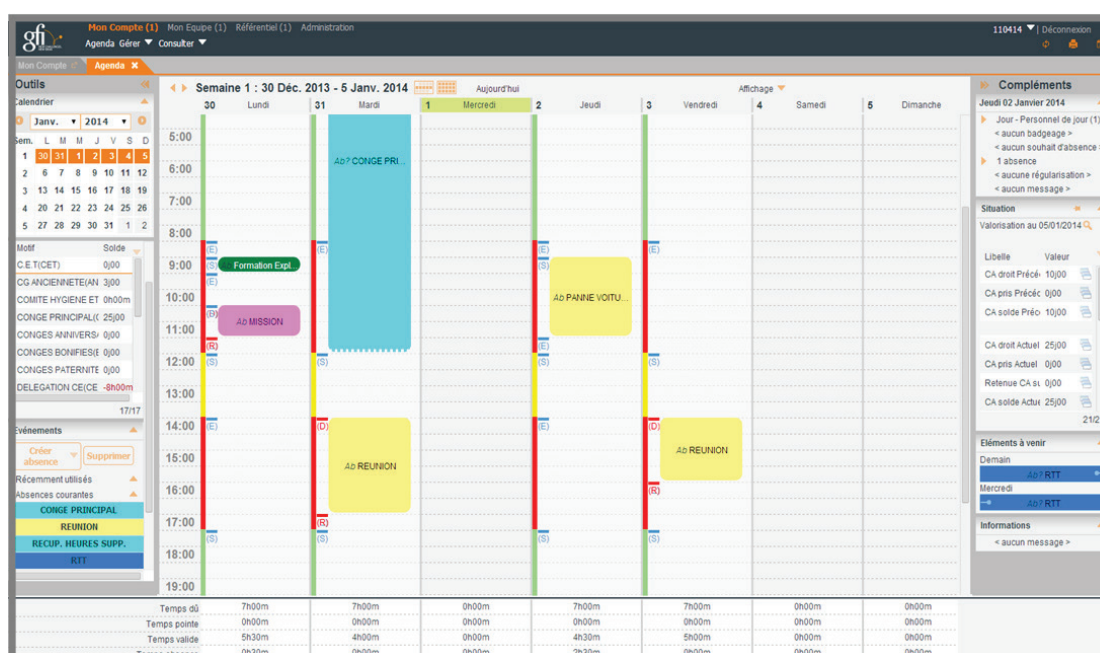 gfi
Mon Compte (1) Mon Equipe (1) Référentiel (1) Administration
Agenda Gérer ▼ Consulter ▼
110414 ▼ | Déconnexion
Mon Compte
Agenda ✖
Outils
Calendrier
Janv. ▼ 2014 ▼
Sem. L M M J V S D
1 30 31 1 2 3 4 5
2 6 7 8 9 10 11 12
3 13 14 15 16 17 18 19
4 20 21 22 23 24 25 26
5 27 28 29 30 31 1 2
Motif Solde
C.E.T(CET) 0j00
CG ANCIENNETE(AN 3j00
COMITE HYGIENE ET 0h00m
CONGE PRINCIPAL(C 25j00
CONGES ANNIVERS 0j00
CONGES BONIFIES(E 0j00
CONGES PATERNITE 0j00
DELEGATION CE(CE -8h00m
17/17
Evénements
Créer absence
Supprimer
Récemment utilisés
Absences courantes
CONGE PRINCIPAL
REUNION
RECUP. HEURES SUPP.
RTT
Semaine 1 : 30 Déc. 2013 - 5 Janv. 2014
Aujourd'hui
Affichage
30 Lundi 31 Mardi 1 Mercredi 2 Jeudi 3 Vendredi 4 Samedi 5 Dimanche
5:00
6:00
7:00
8:00
9:00
10:00
11:00
12:00
13:00
14:00
15:00
16:00
17:00
18:00
19:00
(E)
(S)
Formation Expl.
(E)
(B)
Ab MISSION
(R)
(S)
(E)
(S)
Ab? CONGE PRI...
(E)
(S)
(D)
Ab REUNION
(R)
(S)
(E)
(S)
Ab PANNE VOITU...
(E)
(S)
(E)
(S)
(E)
(S)
(D)
Ab REUNION
(R)
(S)
Temps dû 7h00m 7h00m 0h00m 7h00m 7h00m 0h00m 0h00m
Temps pointe 0h00m 0h00m 0h00m 0h00m 0h00m 0h00m 0h00m
Temps valide 5h30m 4h00m 0h00m 4h30m 5h00m 0h00m 0h00m
0h30m 0h00m 0h00m 2h30m 0h00m 0h00m 0h00m
Compléments
Jeudi 02 Janvier 2014
Jour - Personnel de jour (1)
< aucun badgeage >
< aucun souhait d'absence >
1 absence
< aucune régularisation >
< aucun message >
Situation
Valorisation au 05/01/2014
Libelle Valeur
CA droit Précé 10j00
CA pris Précéc 0j00
CA solde Préc 10j00
CA droit Actuel 25j00
CA pris Actuel 0j00
Retenue CA su 0j00
CA solde Actue 25j00
21/2
Eléments à venir
Demain
Ab? RTT
Mercredi
Ab? RTT
Informations
< aucun message >